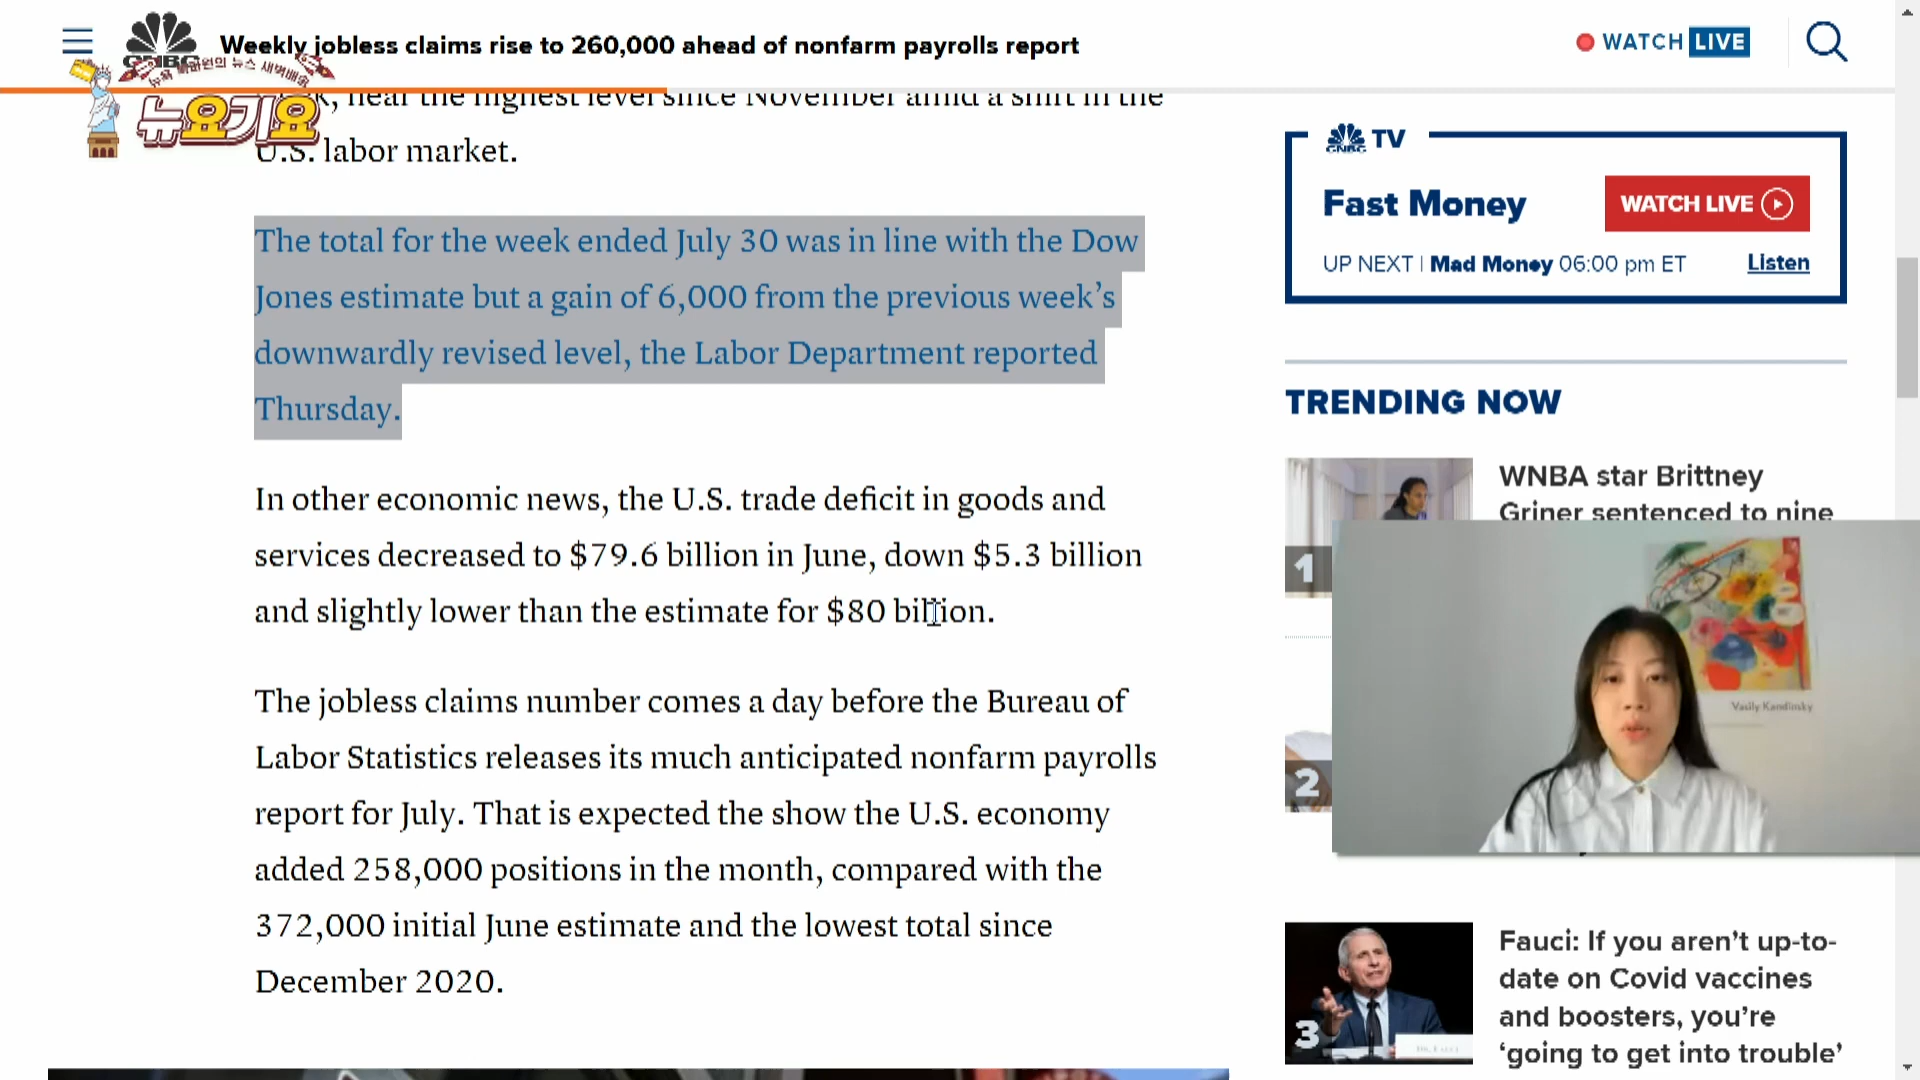 Weekly jobless claims rise to 260,000 ahead of nonfarm payrolls report
WATCH LIVE
CNBC
의 뉴스 새벽배송
뉴요기요
near the highest level since November amid a shift in the
U.S. labor market.
The total for the week ended July 30 was in line with the Dow
Jones estimate but a gain of 6,000 from the previous week’s
downwardly revised level, the Labor Department reported
Thursday.
In other economic news, the U.S. trade deficit in goods and
services decreased to $79.6 billion in June, down $5.3 billion
and slightly lower than the estimate for $80 billion.
The jobless claims number comes a day before the Bureau of
Labor Statistics releases its much anticipated nonfarm payrolls
report for July. That is expected the show the U.S. economy
added 258,000 positions in the month, compared with the
372,000 initial June estimate and the lowest total since
December 2020.
CNBC TV
Fast Money
WATCH LIVE
UP NEXT | Mad Money 06:00 pm ET
Listen
TRENDING NOW
1
WNBA star Brittney
Griner sentenced to nine
Vasily Kandinsky
2
3
Fauci: If you aren’t up-to-
date on Covid vaccines
and boosters, you’re
‘going to get into trouble’